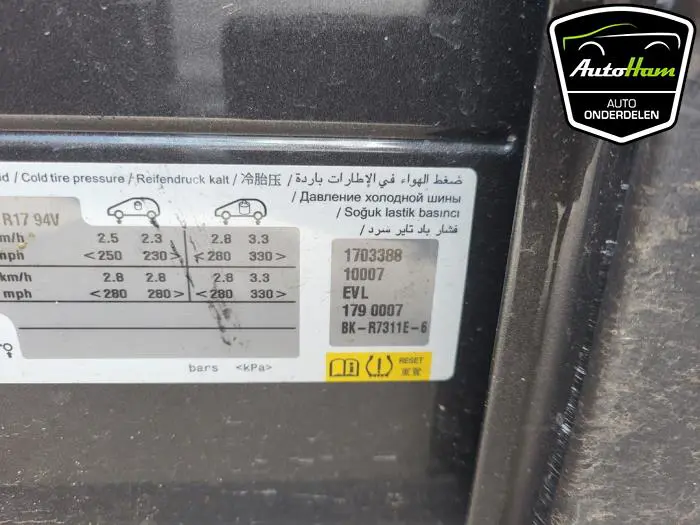 AutoHam
AUTO
ONDERDELEN
/ Cold tire pressure / Reifendruck kalt / 冷胎压 / ضغط الهواء في الإطارات باردة
/ Давление холодной шины
/ Soğuk lastik basıncı
/ فشار باد تایر سرد
R17 94V
2.5 2.3 2.8 3.3
mph <250 230> <280 330>
km/h 2.8 2.8 2.8 3.3
mph <280 280> <280 330>
bars <kPa>
1703388
10007
EVL
179 0007
BK-R7311E-6
RESET